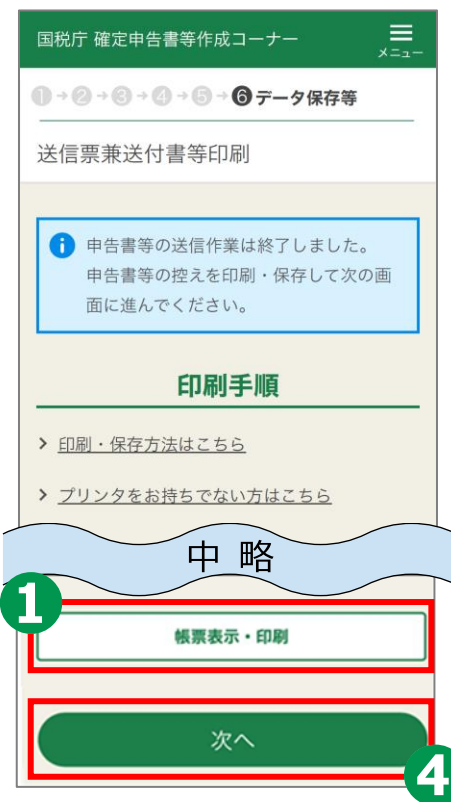 国税庁 確定申告書等作成コーナー
メニュー
1→2→3→4→5→6データ保存等
送信票兼送付書等印刷
申告書等の送信作業は終了しました。
申告書等の控えを印刷・保存して次の画
面に進んでください。
印刷手順
印刷・保存方法はこちら
プリンタをお持ちでない方はこちら
中 略
1
帳票表示・印刷
次へ
4